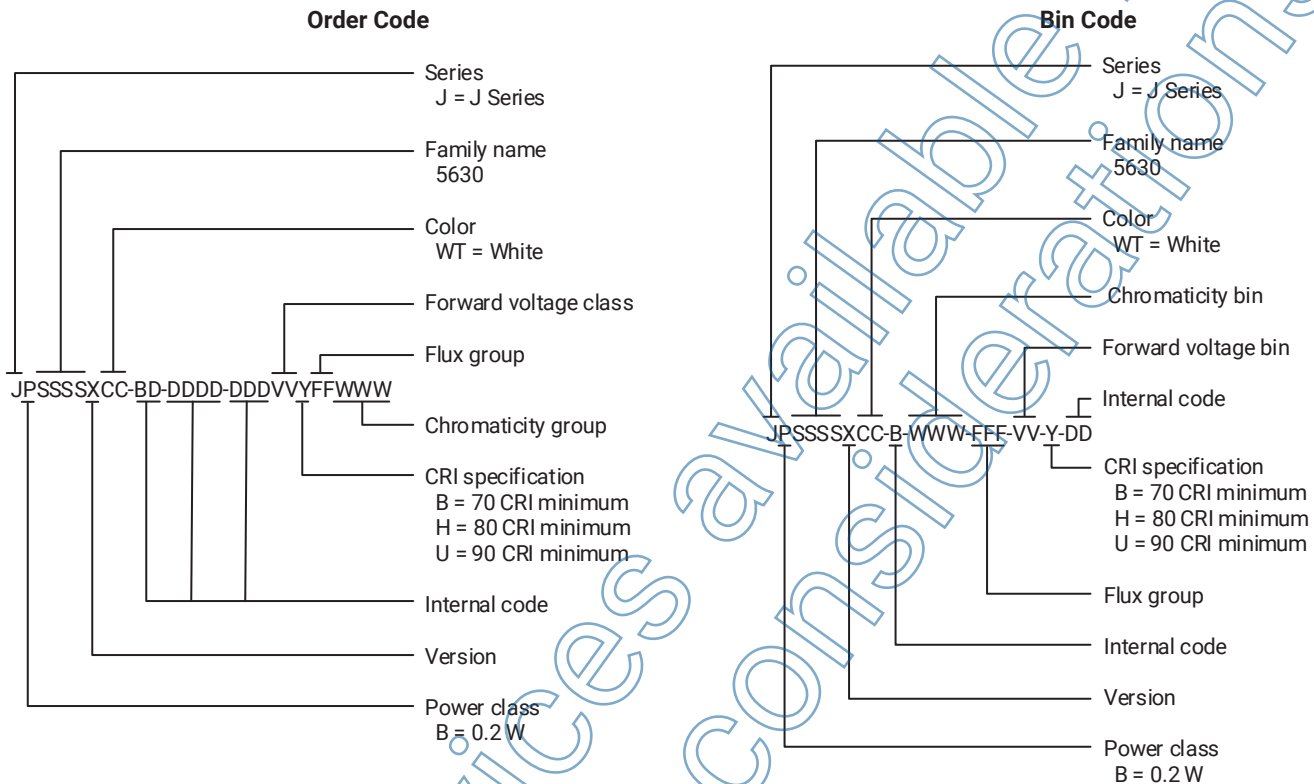 Order Code
Series
J = J Series
Family name
5630
Color
WT = White
Forward voltage class
Flux group
JPSSSSXCC-BD-DDDD-DDDVVYFFWWW
Chromaticity group
CRI specification
B = 70 CRI minimum
H = 80 CRI minimum
U = 90 CRI minimum
Internal code
Version
Power class
B = 0.2 W
Bin Code
Series
J = J Series
Family name
5630
Color
WT = White
Chromaticity bin
Forward voltage bin
Internal code
JPSSSSXCC-B-WWW-FFF-VV-Y-DD
CRI specification
B = 70 CRI minimum
H = 80 CRI minimum
U = 90 CRI minimum
Flux group
Internal code
Version
Power class
B = 0.2 W
available
ices
considerations